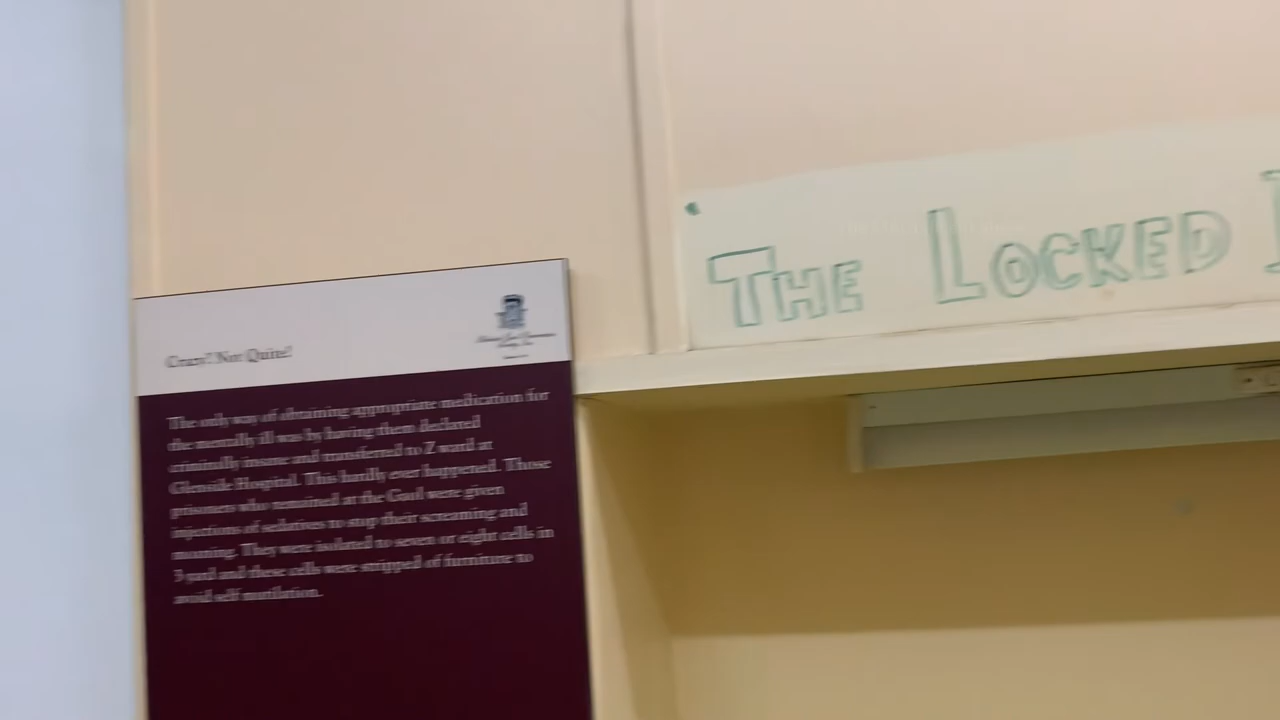 Crazy? Not Quite!
The only way of obtaining appropriate medication for
the mentally ill was by having them declared
criminally insane and transferred to Z ward at
Glenside Hospital. This hardly ever happened. Those
prisoners who remained at the Gaol were given
injections of sedatives to stop their screaming and
moaning. They were isolated to seven or eight cells in
3 yard and these cells were stripped of furniture to
avoid self mutilation.
THE LOCKED